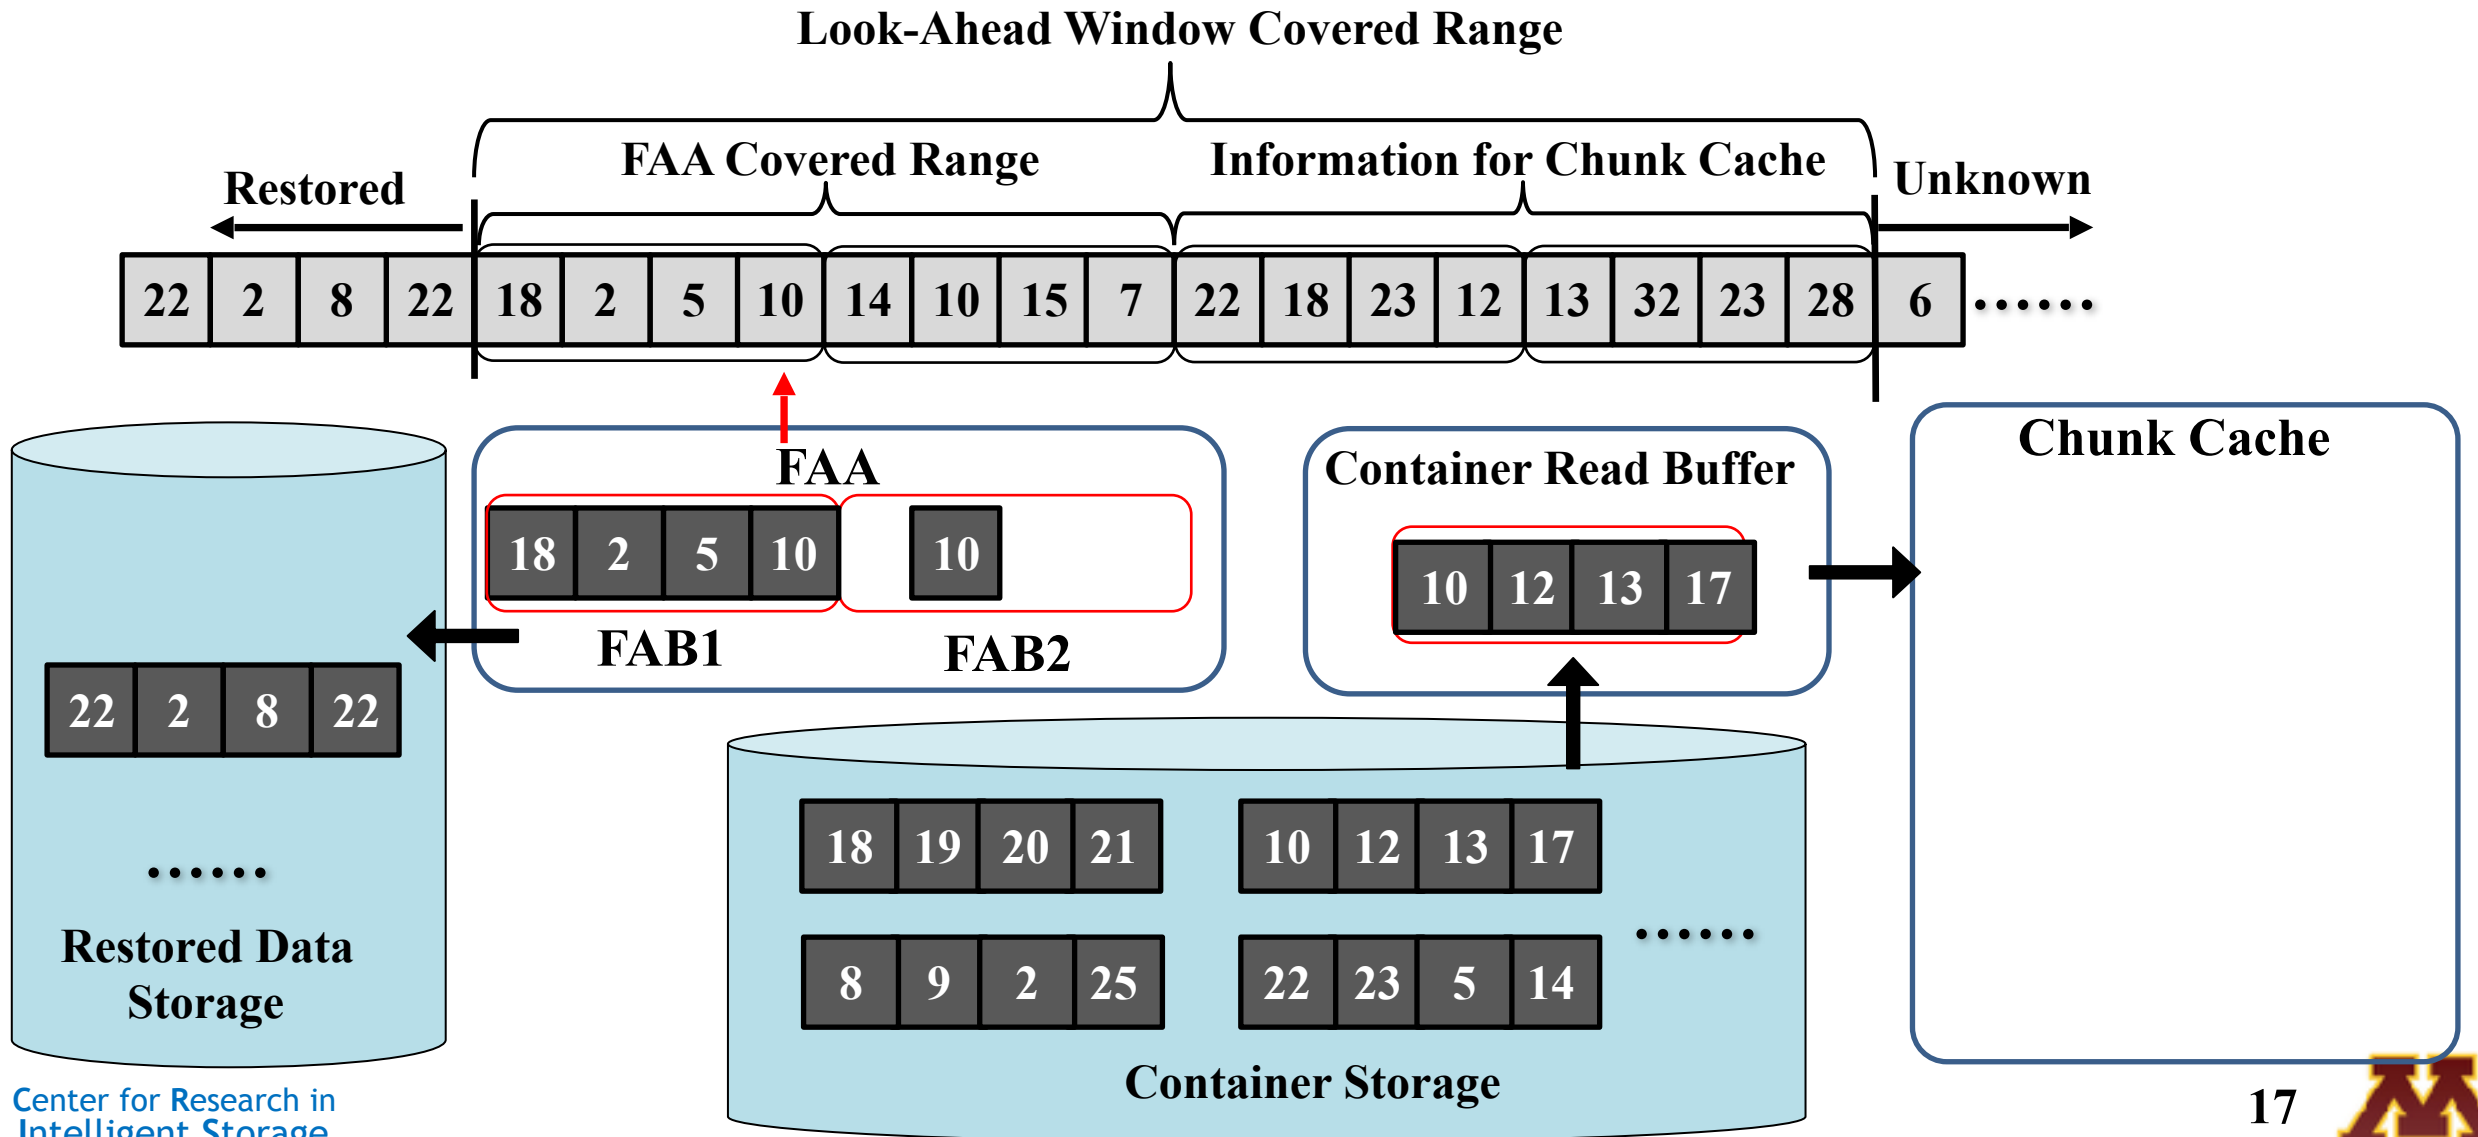 Look-Ahead Window Covered Range
FAA Covered Range
Information for Chunk Cache
Restored
Unknown
22 2 8 22 18 2 5 10 14 10 15 7 22 18 23 12 13 32 23 28 6 ......
FAA
18 2 5 10 10
FAB1 FAB2
Container Read Buffer
10 12 13 17
Chunk Cache
22 2 8 22
......
Restored Data
Storage
18 19 20 21 10 12 13 17
8 9 2 25 22 23 5 14
......
Container Storage
Center for Research in
Intelligent Storage
17
M